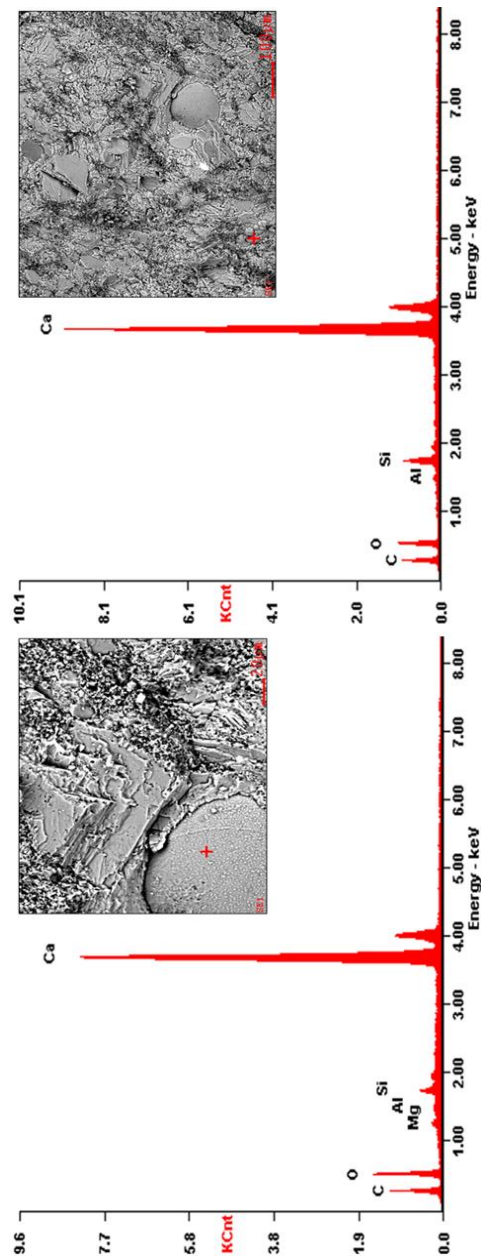 9.6
7.7
5.8
KCnt
3.8
1.9
0.0
C
O
Mg
Al
Si
Ca
SE1
1.00 2.00 3.00 4.00 5.00 6.00 7.00 8.00
Energy - keV
10.1
8.1
6.1
KCnt
4.1
2.0
0.0
C
O
Al
Si
Ca
1.00 2.00 3.00 4.00 5.00 6.00 7.00 8.00
Energy - keV